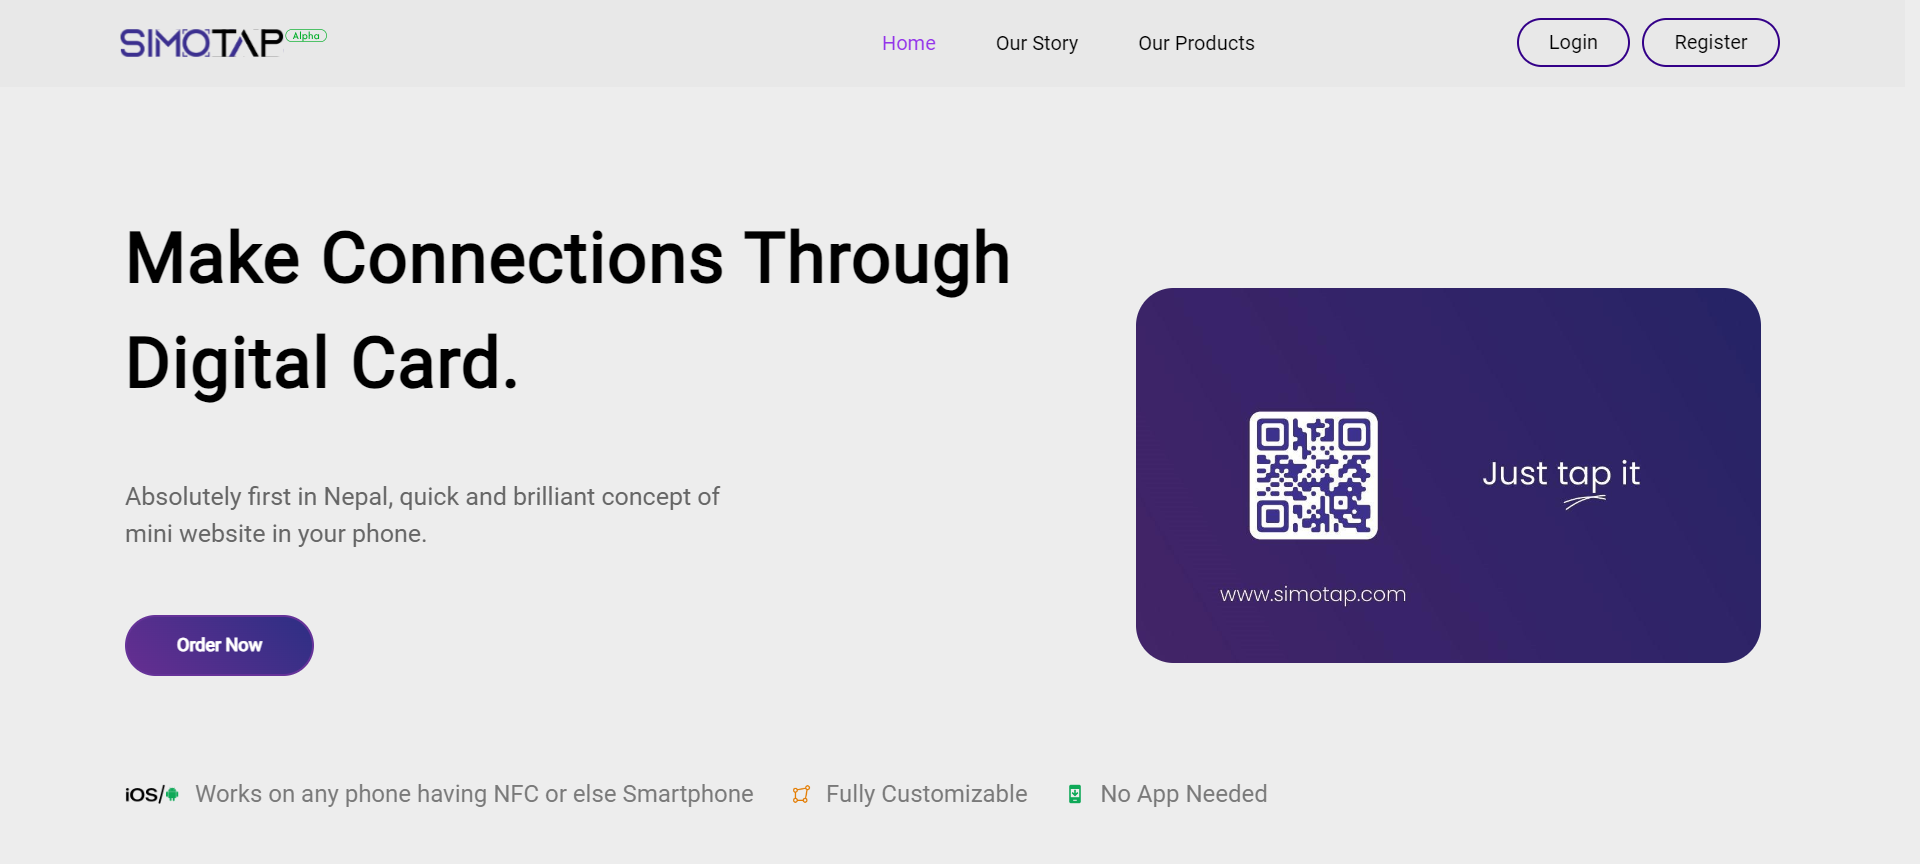 SIMOTAP Alpha
Home Our Story Our Products Login Register
Make Connections Through
Digital Card.
Absolutely first in Nepal, quick and brilliant concept of
mini website in your phone.
Order Now
Just tap it
www.simotap.com
iOS/ Works on any phone having NFC or else Smartphone Fully Customizable No App Needed